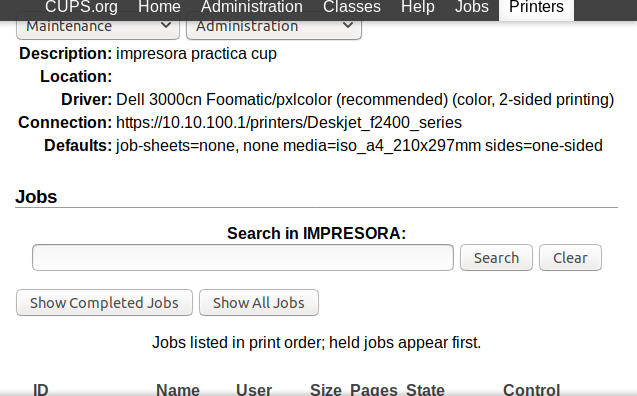 CUPS.org Home Administration Classes Help Jobs Printers
Maintenance Administration
Description: impresora practica cup
Location:
Driver: Dell 3000cn Foomatic/pxlcolor (recommended) (color, 2-sided printing)
Connection: https://10.10.100.1/printers/Deskjet_f2400_series
Defaults: job-sheets=none, none media=iso_a4_210x297mm sides=one-sided
Jobs
Search in IMPRESORA:
Search Clear
Show Completed Jobs Show All Jobs
Jobs listed in print order; held jobs appear first.
ID Name User Size Pages State Control